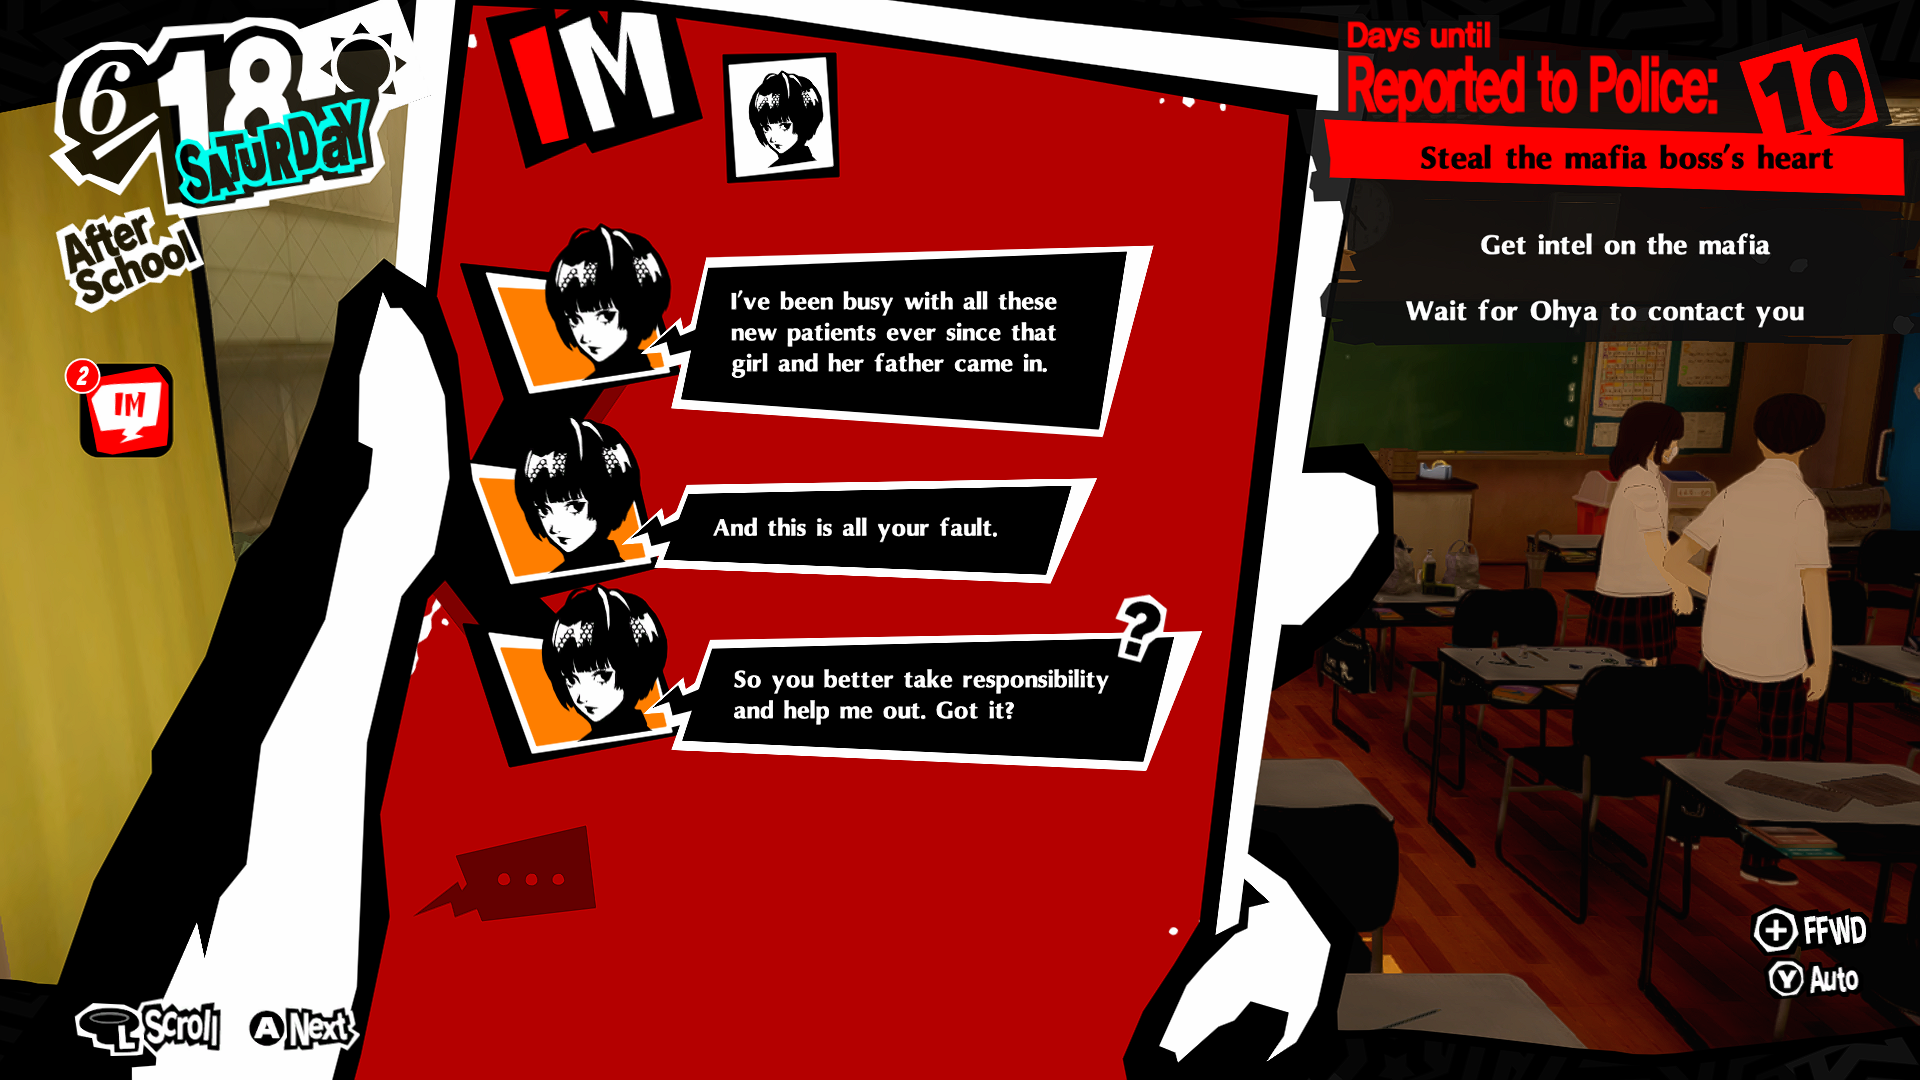 6/18
SATURDAY
After
School
2
IM
IM
I've been busy with all these
new patients ever since that
girl and her father came in.
And this is all your fault.
?
So you better take responsibility
and help me out. Got it?
...
Days until
Reported to Police: 10
Steal the mafia boss's heart
Get intel on the mafia
Wait for Ohya to contact you
+ FFWD
Y Auto
L Scroll A Next